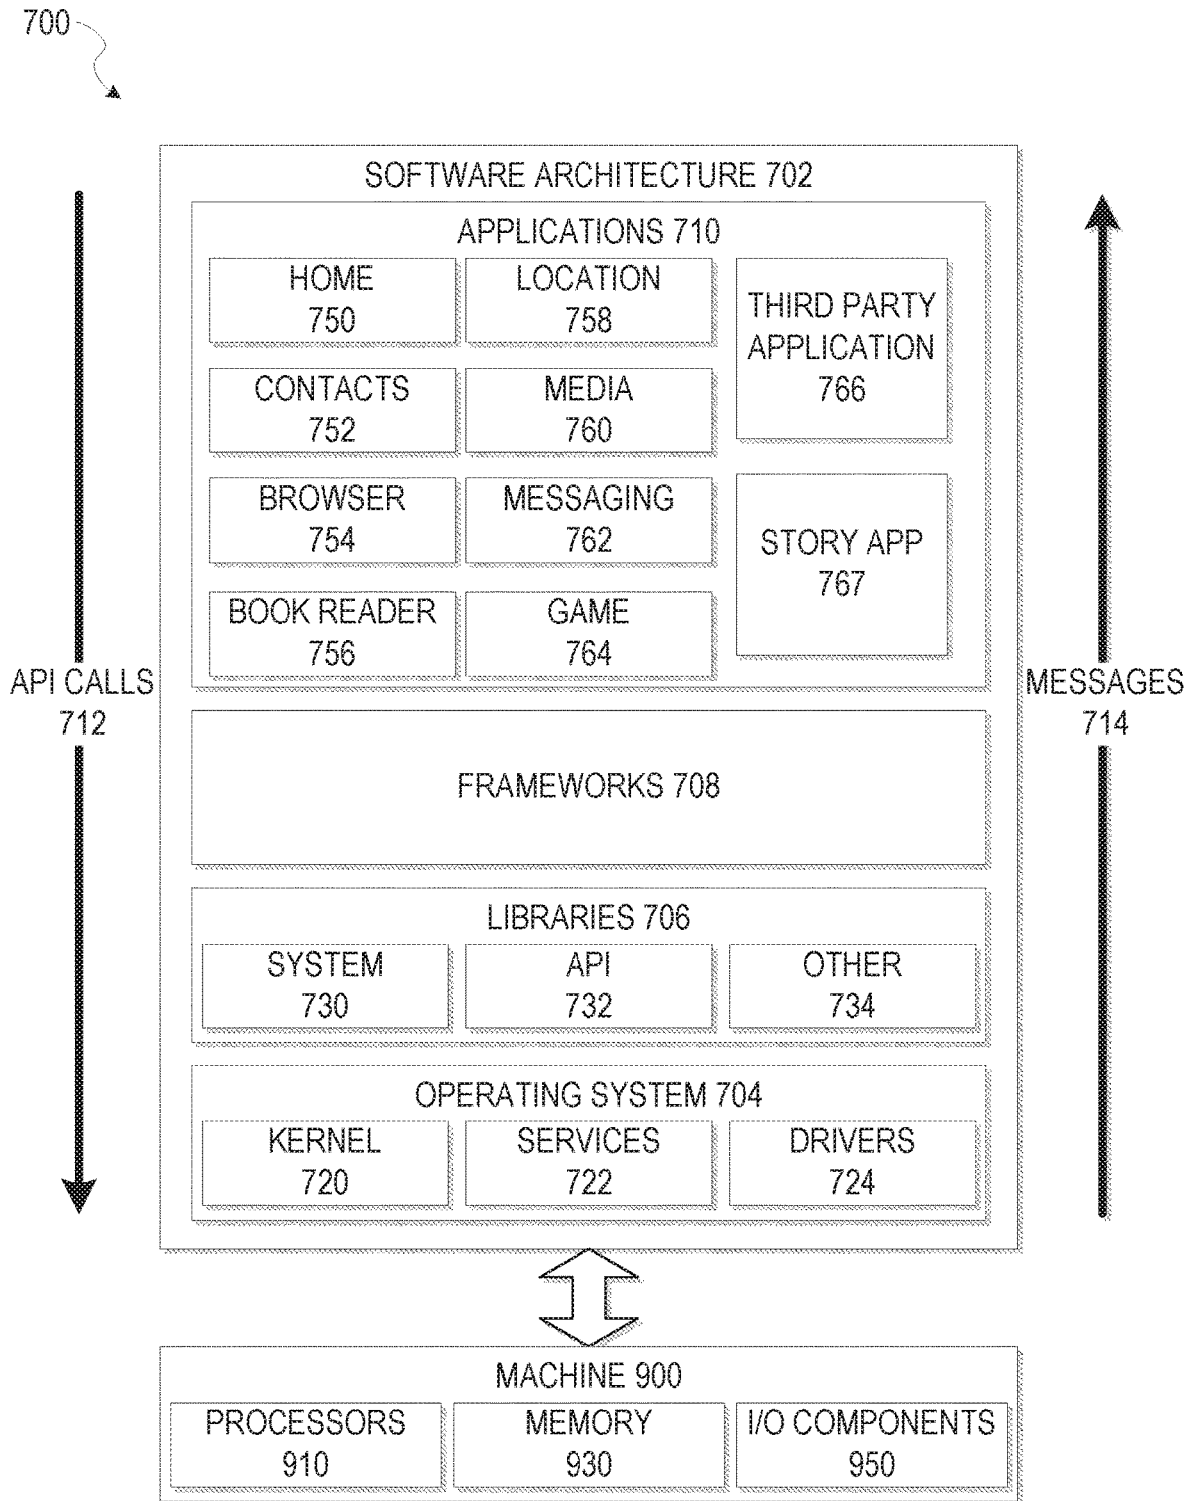 700
SOFTWARE ARCHITECTURE 702
APPLICATIONS 710
HOME
750
LOCATION
758
THIRD PARTY
APPLICATION
766
CONTACTS
752
MEDIA
760
BROWSER
754
MESSAGING
762
STORY APP
767
BOOK READER
756
GAME
764
API CALLS
712
MESSAGES
714
FRAMEWORKS 708
LIBRARIES 706
SYSTEM
730
API
732
OTHER
734
OPERATING SYSTEM 704
KERNEL
720
SERVICES
722
DRIVERS
724
MACHINE 900
PROCESSORS
910
MEMORY
930
I/O COMPONENTS
950